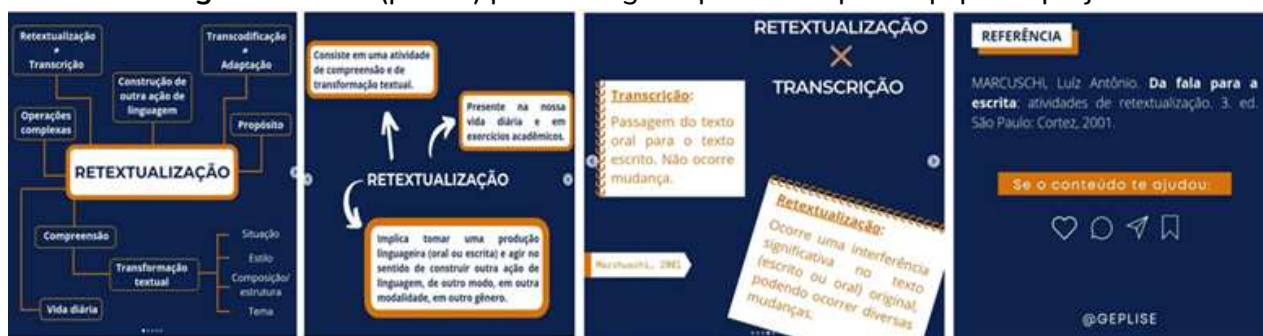 Retextualização
≠
Transcrição
Transcodificação
≠
Adaptação
Construção de
outra ação de
linguagem
Operações
complexas
Propósito
RETEXTUALIZAÇÃO
Compreensão
Transformação
textual
Situação
Estilo
Composição/
estrutura
Tema
Vida diária
Consiste em uma atividade
de compreensão e de
transformação textual.
Presente na nossa
vida diária e em
exercícios acadêmicos.
RETEXTUALIZAÇÃO
Implica tomar uma produção
linguageira (oral ou escrita) e agir no
sentido de construir outra ação de
linguagem, de outro modo, em outra
modalidade, em outro gênero.
RETEXTUALIZAÇÃO
X
TRANSCRIÇÃO
Transcrição:
Passagem do texto
oral para o texto
escrito. Não ocorre
mudança.
Retextualização:
Ocorre uma interferência
significativa no texto
(escrito ou oral) original,
podendo ocorrer diversas
mudanças.
Marchuschi, 2001
REFERÊNCIA
MARCUSCHI, Luíz Antônio. Da fala para a
escrita: atividades de retextualização. 3. ed.
São Paulo: Cortez, 2001.
Se o conteúdo te ajudou:
@GEPLISE